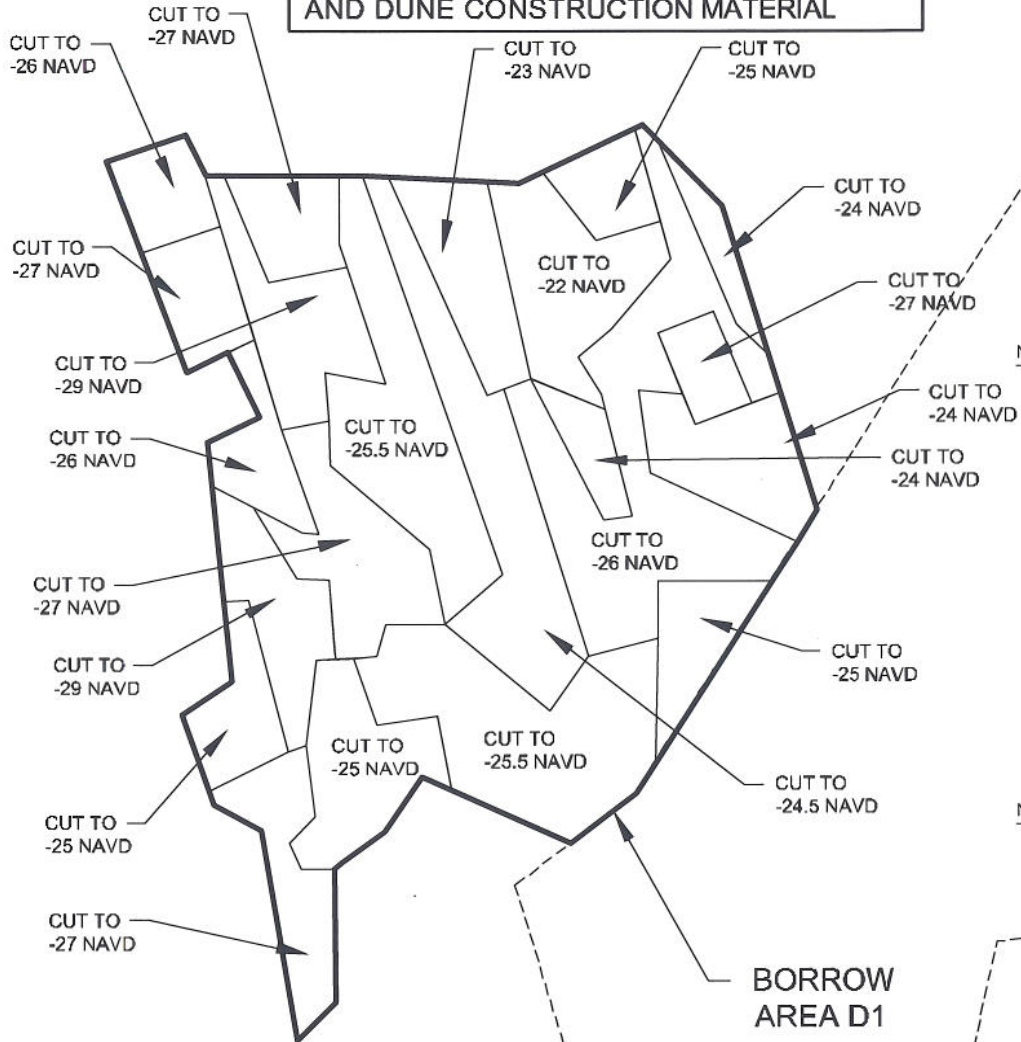 AND DUNE CONSTRUCTION MATERIAL
CUT TO
-27 NAVD
CUT TO
-26 NAVD
CUT TO
-23 NAVD
CUT TO
-25 NAVD
CUT TO
-24 NAVD
CUT TO
-27 NAVD
CUT TO
-22 NAVD
CUT TO
-27 NAVD
CUT TO
-29 NAVD
CUT TO
-24 NAVD
CUT TO
-26 NAVD
CUT TO
-25.5 NAVD
CUT TO
-24 NAVD
CUT TO
-26 NAVD
CUT TO
-27 NAVD
CUT TO
-29 NAVD
CUT TO
-25 NAVD
CUT TO
-25 NAVD
CUT TO
-25.5 NAVD
CUT TO
-24.5 NAVD
CUT TO
-25 NAVD
CUT TO
-27 NAVD
BORROW
AREA D1